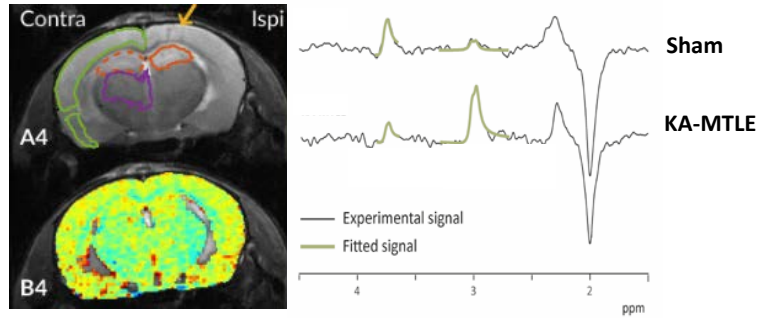 Contra
Ispi
A4
B4
Sham
KA-MTLE
Experimental signal
Fitted signal
4
3
2
ppm